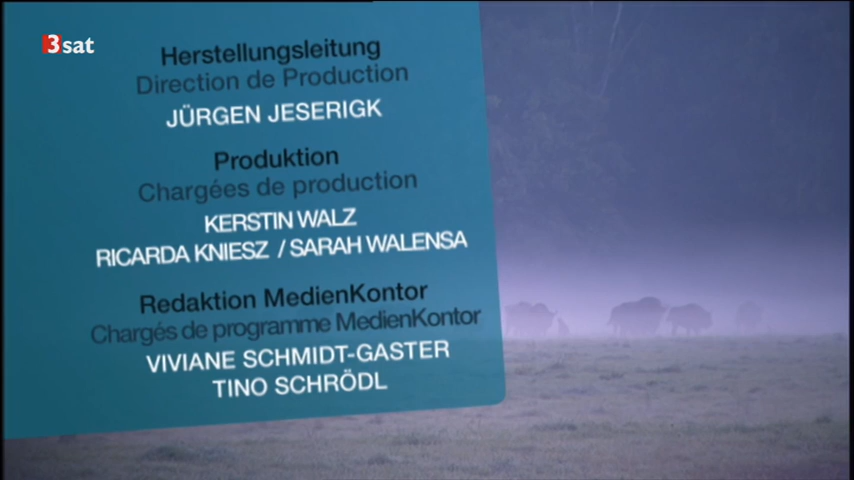 3sat
Herstellungsleitung
Direction de Production
JÜRGEN JESERIGK
Produktion
Chargées de production
KERSTIN WALZ
RICARDA KNIESZ / SARAH WALENSA
Redaktion MedienKontor
Chargés de programme MedienKontor
VIVIANE SCHMIDT-GASTER
TINO SCHRÖDL